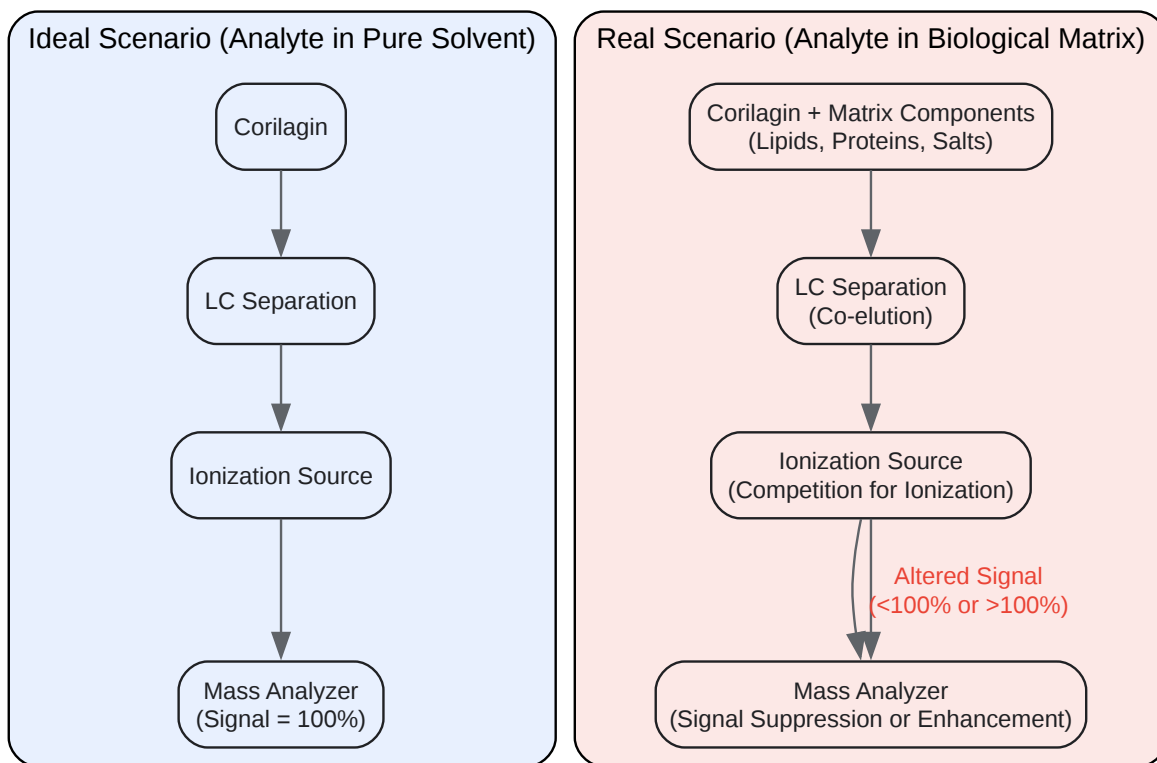 Ideal Scenario (Analyte in Pure Solvent)
Corilagin
LC Separation
Ionization Source
Mass Analyzer
(Signal = 100%)
Real Scenario (Analyte in Biological Matrix)
Corilagin + Matrix Components
(Lipids, Proteins, Salts)
LC Separation
(Co-elution)
Ionization Source
(Competition for Ionization)
Altered Signal
(<100% or >100%)
Mass Analyzer
(Signal Suppression or Enhancement)